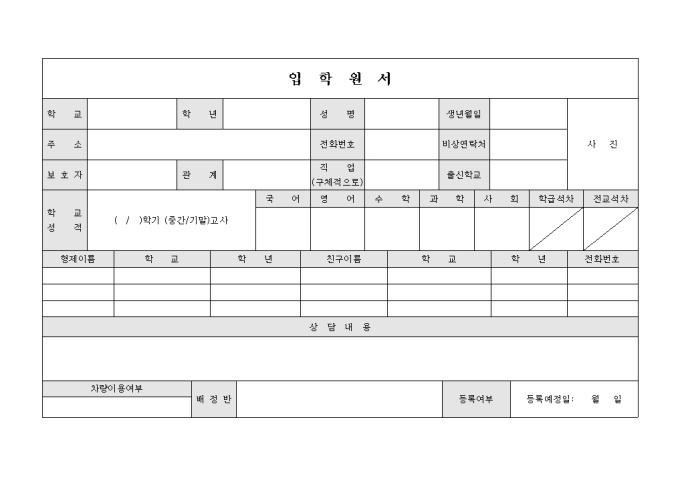 입 학 원 서
학 교 학 년 성 명 생년월일 사 진
주 소 전화번호 비상연락처
보 호 자 관 계 직 업 (구체적으로) 출신학교
학 교 성 적 ( / )학기 (중간/기말)고사 국 어 영 어 수 학 과 학 사 회 학급석차 전교석차
형제이름 학 교 학 년 친구이름 학 교 학 년 전화번호
상 담 내 용
차량이용여부 배 정 반 등록여부 등록예정일: 월 일